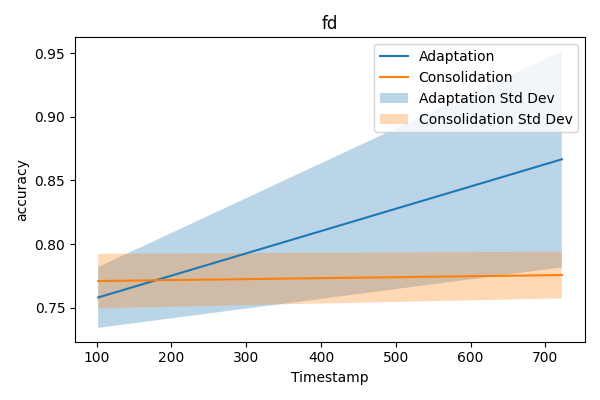 fd
Adaptation
Consolidation
Adaptation Std Dev
Consolidation Std Dev
accuracy
0.95
0.90
0.85
0.80
0.75
100 200 300 400 500 600 700
Timestamp